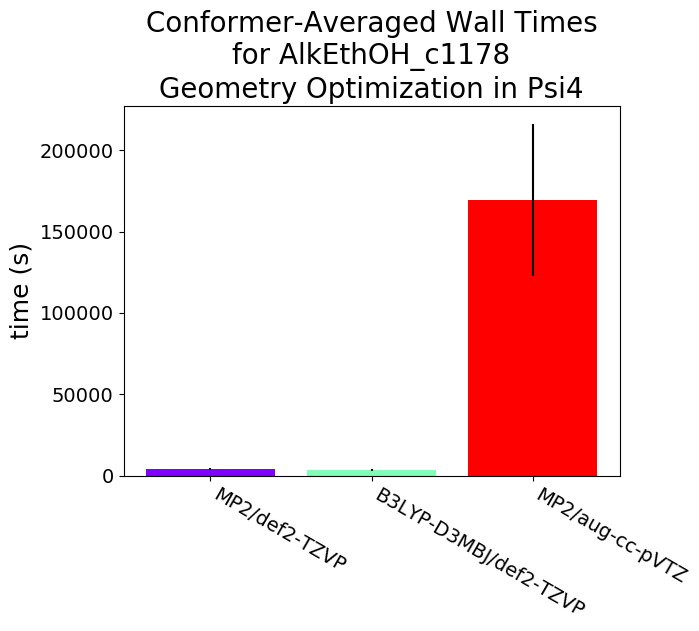 Conformer-Averaged Wall Times
for AlkEthOH_c1178
Geometry Optimization in Psi4
time (s)
200000
150000
100000
50000
0
MP2/def2-TZVP
B3LYP-D3MBJ/def2-TZVP
MP2/aug-cc-pVTZ